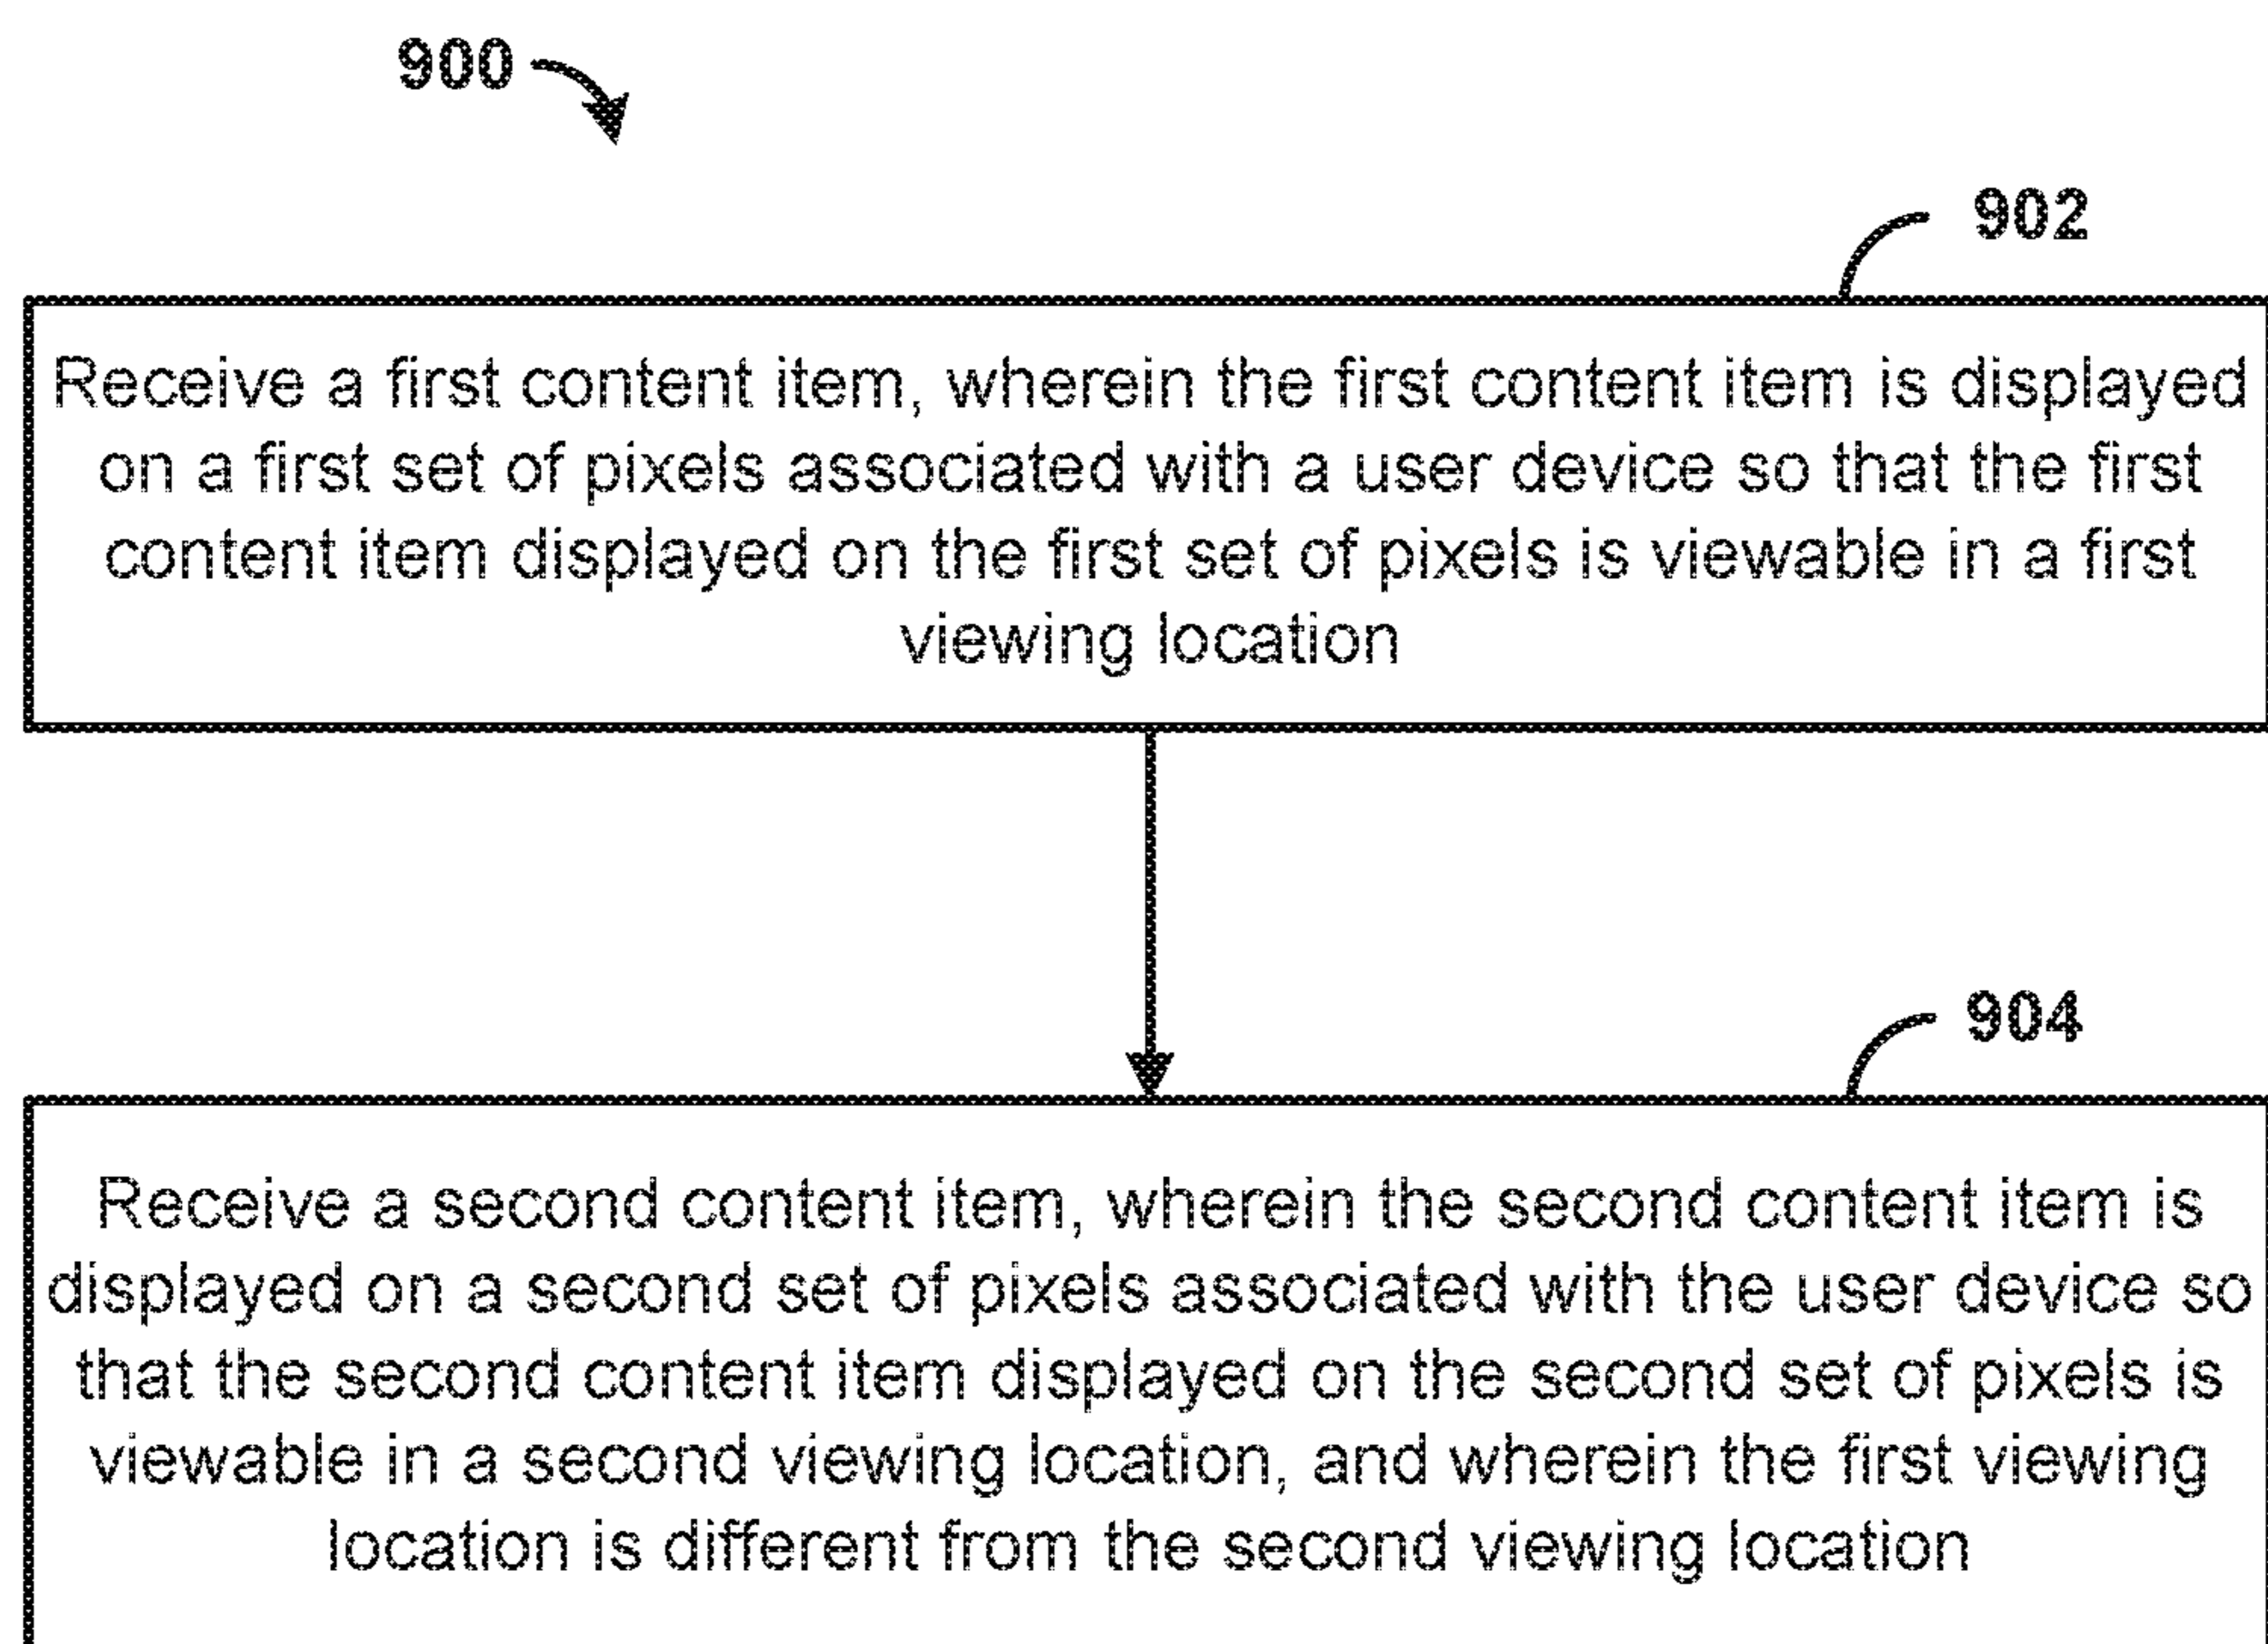 900
902
Receive a first content item, wherein the first content item is displayed
on a first set of pixels associated with a user device so that the first
content item displayed on the first set of pixels is viewable in a first
viewing location
904
Receive a second content item, wherein the second content item is
displayed on a second set of pixels associated with the user device so
that the second content item displayed on the second set of pixels is
viewable in a second viewing location, and wherein the first viewing
location is different from the second viewing location